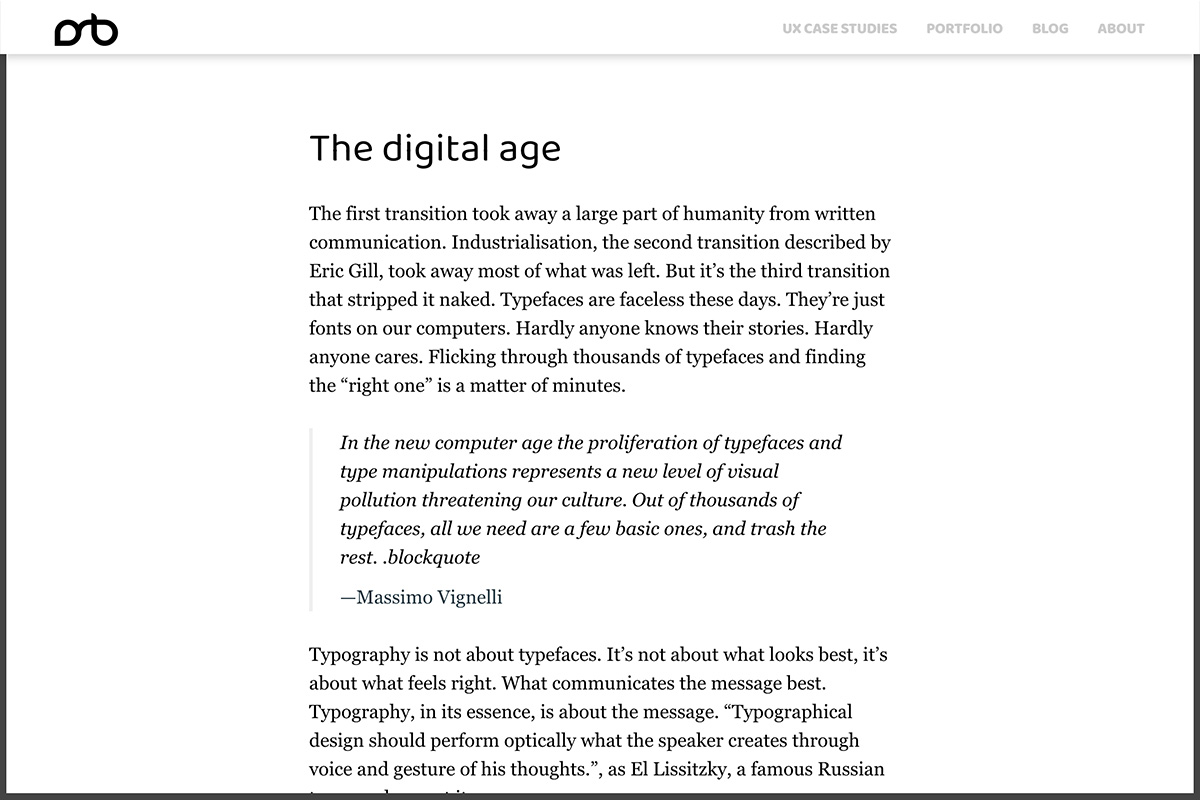 orb
UX CASE STUDIES PORTFOLIO BLOG ABOUT
The digital age
The first transition took away a large part of humanity from written
communication. Industrialisation, the second transition described by
Eric Gill, took away most of what was left. But it’s the third transition
that stripped it naked. Typefaces are faceless these days. They’re just
fonts on our computers. Hardly anyone knows their stories. Hardly
anyone cares. Flicking through thousands of typefaces and finding
the “right one” is a matter of minutes.
In the new computer age the proliferation of typefaces and
type manipulations represents a new level of visual
pollution threatening our culture. Out of thousands of
typefaces, all we need are a few basic ones, and trash the
rest. .blockquote
—Massimo Vignelli
Typography is not about typefaces. It’s not about what looks best, it’s
about what feels right. What communicates the message best.
Typography, in its essence, is about the message. “Typographical
design should perform optically what the speaker creates through
voice and gesture of his thoughts.”, as El Lissitzky, a famous Russian